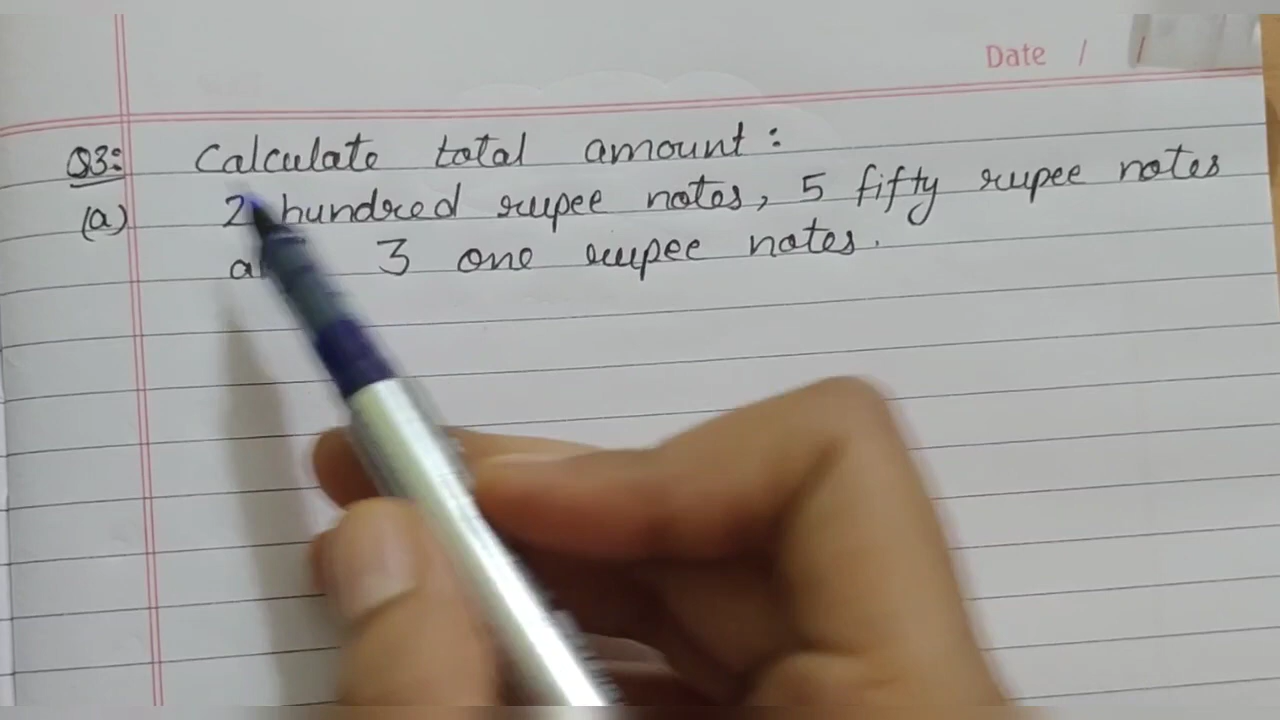 Date / /
Q3: Calculate total amount:
(a) 2 hundred rupee notes, 5 fifty rupee notes
3 one rupee notes.